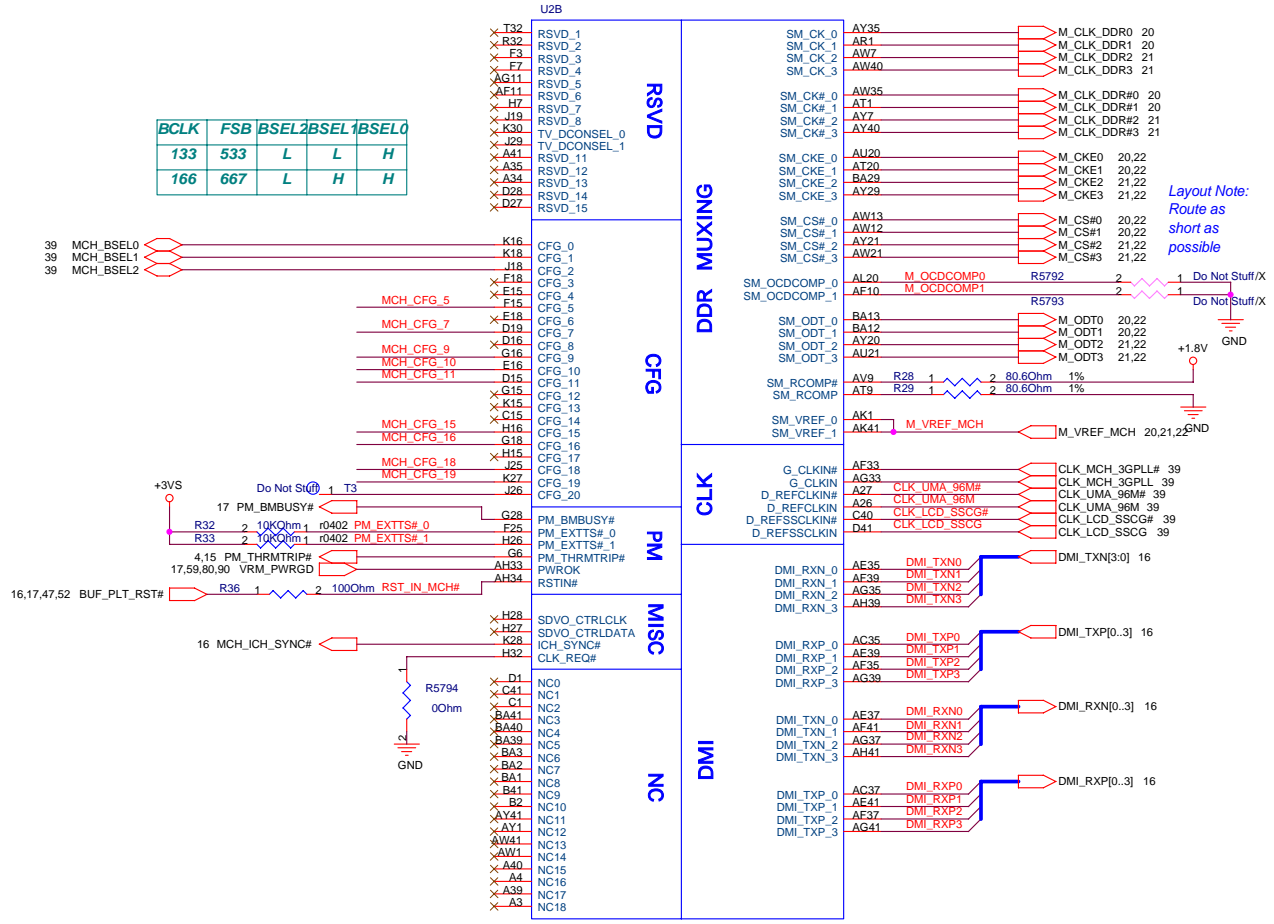 U2B
BCLK FSB BSEL2 BSEL1 BSEL0
133 533 L L H
166 667 L H H
RSVD
T32 RSVD_1
R32 RSVD_2
F3 RSVD_3
F7 RSVD_4
AG11 RSVD_5
AF11 RSVD_6
H7 RSVD_7
J19 RSVD_8
K30 TV_DCONSEL_0
J29 TV_DCONSEL_1
A41 RSVD_11
A35 RSVD_12
A34 RSVD_13
D28 RSVD_14
D27 RSVD_15
CFG
39 MCH_BSEL0 K16 CFG_0
39 MCH_BSEL1 K18 CFG_1
39 MCH_BSEL2 J18 CFG_2
F18 CFG_3
E15 CFG_4
MCH_CFG_5 F15 CFG_5
E18 CFG_6
MCH_CFG_7 D19 CFG_7
D16 CFG_8
MCH_CFG_9 G16 CFG_9
MCH_CFG_10 E16 CFG_10
MCH_CFG_11 D15 CFG_11
G15 CFG_12
K15 CFG_13
C15 CFG_14
MCH_CFG_15 H16 CFG_15
MCH_CFG_16 G18 CFG_16
H15 CFG_17
MCH_CFG_18 J25 CFG_18
MCH_CFG_19 K27 CFG_19
Do Not Stuff 1 T3 J26 CFG_20
+3VS
PM
17 PM_BMBUSY# G28 PM_BMBUSY#
R32 2 10KOhm 1 r0402 PM_EXTTS#_0 F25 PM_EXTTS#_0
R33 2 10KOhm 1 r0402 PM_EXTTS#_1 H26 PM_EXTTS#_1
4,15 PM_THRMTRIP# G6 PM_THRMTRIP#
17,59,80,90 VRM_PWRGD AH33 PWROK
16,17,47,52 BUF_PLT_RST# R36 1 2 100Ohm RST_IN_MCH# AH34 RSTIN#
MISC
H28 SDVO_CTRLCLK
H27 SDVO_CTRLDATA
16 MCH_ICH_SYNC# K28 ICH_SYNC#
H32 CLK_REQ#
1
R5794
0Ohm
2
GND
NC
D1 NC0
C41 NC1
C1 NC2
BA41 NC3
BA40 NC4
BA39 NC5
BA3 NC6
BA2 NC7
BA1 NC8
B41 NC9
B2 NC10
AY41 NC11
AY1 NC12
AW41 NC13
AW1 NC14
A40 NC15
A4 NC16
A39 NC17
A3 NC18
DDR MUXING
SM_CK_0 AY35 M_CLK_DDR0 20
SM_CK_1 AR1 M_CLK_DDR1 20
SM_CK_2 AW7 M_CLK_DDR2 21
SM_CK_3 AW40 M_CLK_DDR3 21
SM_CK#_0 AW35 M_CLK_DDR#0 20
SM_CK#_1 AT1 M_CLK_DDR#1 20
SM_CK#_2 AY7 M_CLK_DDR#2 21
SM_CK#_3 AY40 M_CLK_DDR#3 21
SM_CKE_0 AU20 M_CKE0 20,22
SM_CKE_1 AT20 M_CKE1 20,22
SM_CKE_2 BA29 M_CKE2 21,22
SM_CKE_3 AY29 M_CKE3 21,22
SM_CS#_0 AW13 M_CS#0 20,22
SM_CS#_1 AW12 M_CS#1 20,22
SM_CS#_2 AY21 M_CS#2 21,22
SM_CS#_3 AW21 M_CS#3 21,22
Layout Note:
Route as
short as
possible
SM_OCDCOMP_0 AL20 M_OCDCOMP0 R5792 2 1 Do Not Stuff/X
SM_OCDCOMP_1 AF10 M_OCDCOMP1 R5793 2 1 Do Not Stuff/X
GND
SM_ODT_0 BA13 M_ODT0 20,22
SM_ODT_1 BA12 M_ODT1 20,22
SM_ODT_2 AY20 M_ODT2 21,22
SM_ODT_3 AU21 M_ODT3 21,22
+1.8V
SM_RCOMP# AV9 R28 1 2 80.6Ohm 1%
SM_RCOMP AT9 R29 1 2 80.6Ohm 1%
GND
SM_VREF_0 AK1
SM_VREF_1 AK41 M_VREF_MCH M_VREF_MCH 20,21,22
CLK
G_CLKIN# AF33 CLK_MCH_3GPLL# 39
G_CLKIN AG33 CLK_MCH_3GPLL 39
D_REFCLKIN# A27 CLK_UMA_96M# CLK_UMA_96M# 39
D_REFCLKIN A26 CLK_UMA_96M CLK_UMA_96M 39
D_REFSSCLKIN# C40 CLK_LCD_SSCG# CLK_LCD_SSCG# 39
D_REFSSCLKIN D41 CLK_LCD_SSCG CLK_LCD_SSCG 39
DMI
DMI_TXN[3:0] 16
DMI_RXN_0 AE35 DMI_TXN0
DMI_RXN_1 AF39 DMI_TXN1
DMI_RXN_2 AG35 DMI_TXN2
DMI_RXN_3 AH39 DMI_TXN3
DMI_TXP[0..3] 16
DMI_RXP_0 AC35 DMI_TXP0
DMI_RXP_1 AE39 DMI_TXP1
DMI_RXP_2 AF35 DMI_TXP2
DMI_RXP_3 AG39 DMI_TXP3
DMI_RXN[0..3] 16
DMI_TXN_0 AE37 DMI_RXN0
DMI_TXN_1 AF41 DMI_RXN1
DMI_TXN_2 AG37 DMI_RXN2
DMI_TXN_3 AH41 DMI_RXN3
DMI_RXP[0..3] 16
DMI_TXP_0 AC37 DMI_RXP0
DMI_TXP_1 AE41 DMI_RXP1
DMI_TXP_2 AF37 DMI_RXP2
DMI_TXP_3 AG41 DMI_RXP3